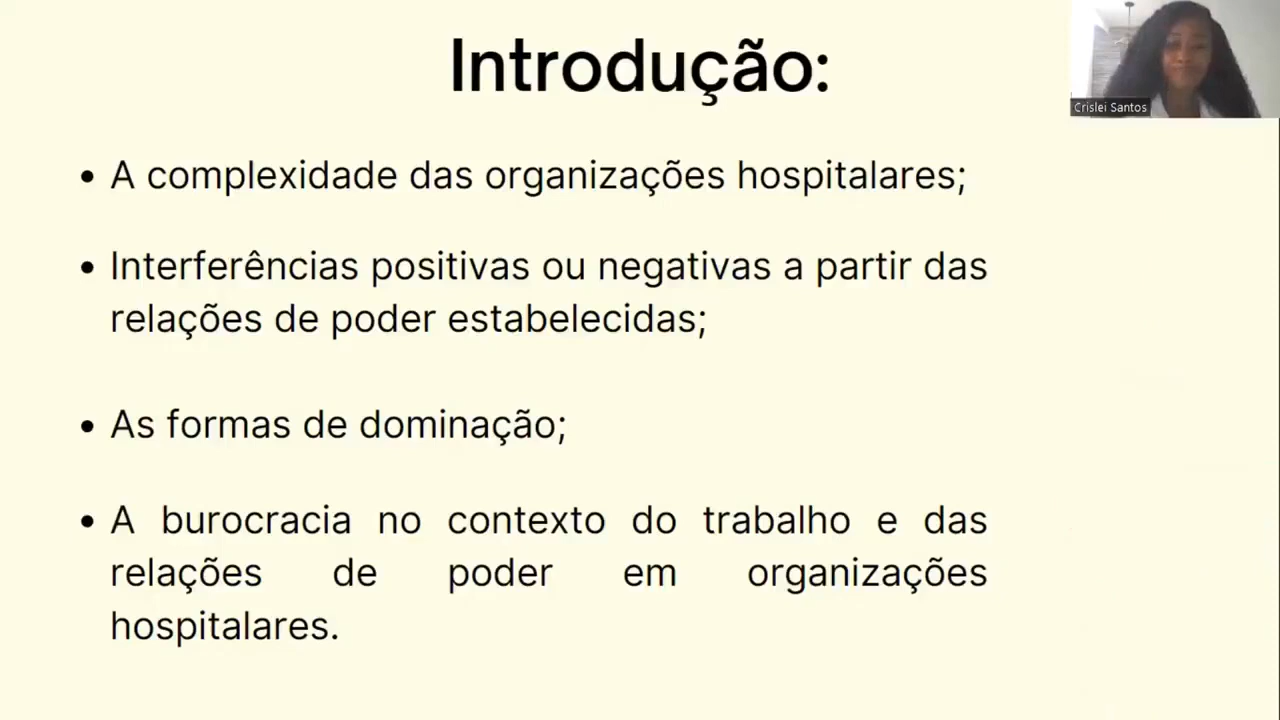 Introdução:
Crislei Santos
• A complexidade das organizações hospitalares;
• Interferências positivas ou negativas a partir das
relações de poder estabelecidas;
• As formas de dominação;
• A burocracia no contexto do trabalho e das
relações de poder em organizações
hospitalares.